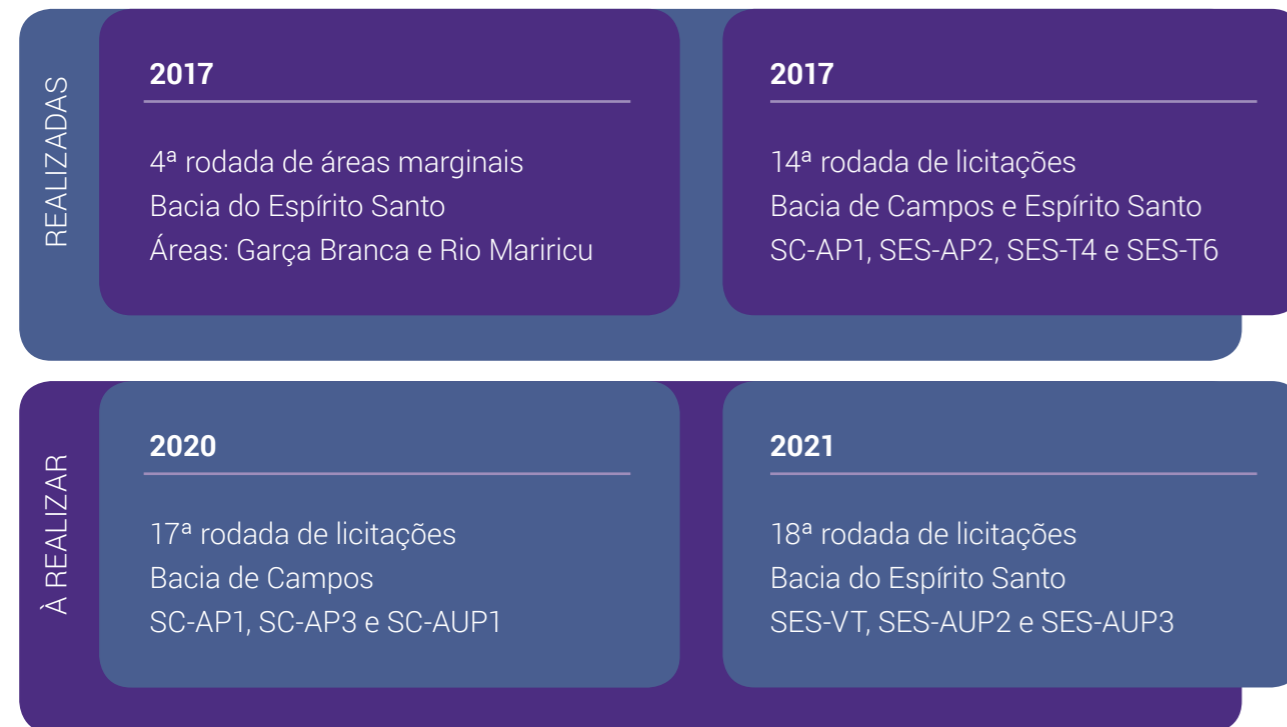 REALIZADAS
2017
4ª rodada de áreas marginais
Bacia do Espírito Santo
Áreas: Garça Branca e Rio Mariricu
2017
14ª rodada de licitações
Bacia de Campos e Espírito Santo
SC-AP1, SES-AP2, SES-T4 e SES-T6
À REALIZAR
2020
17ª rodada de licitações
Bacia de Campos
SC-AP1, SC-AP3 e SC-AUP1
2021
18ª rodada de licitações
Bacia do Espírito Santo
SES-VT, SES-AUP2 e SES-AUP3